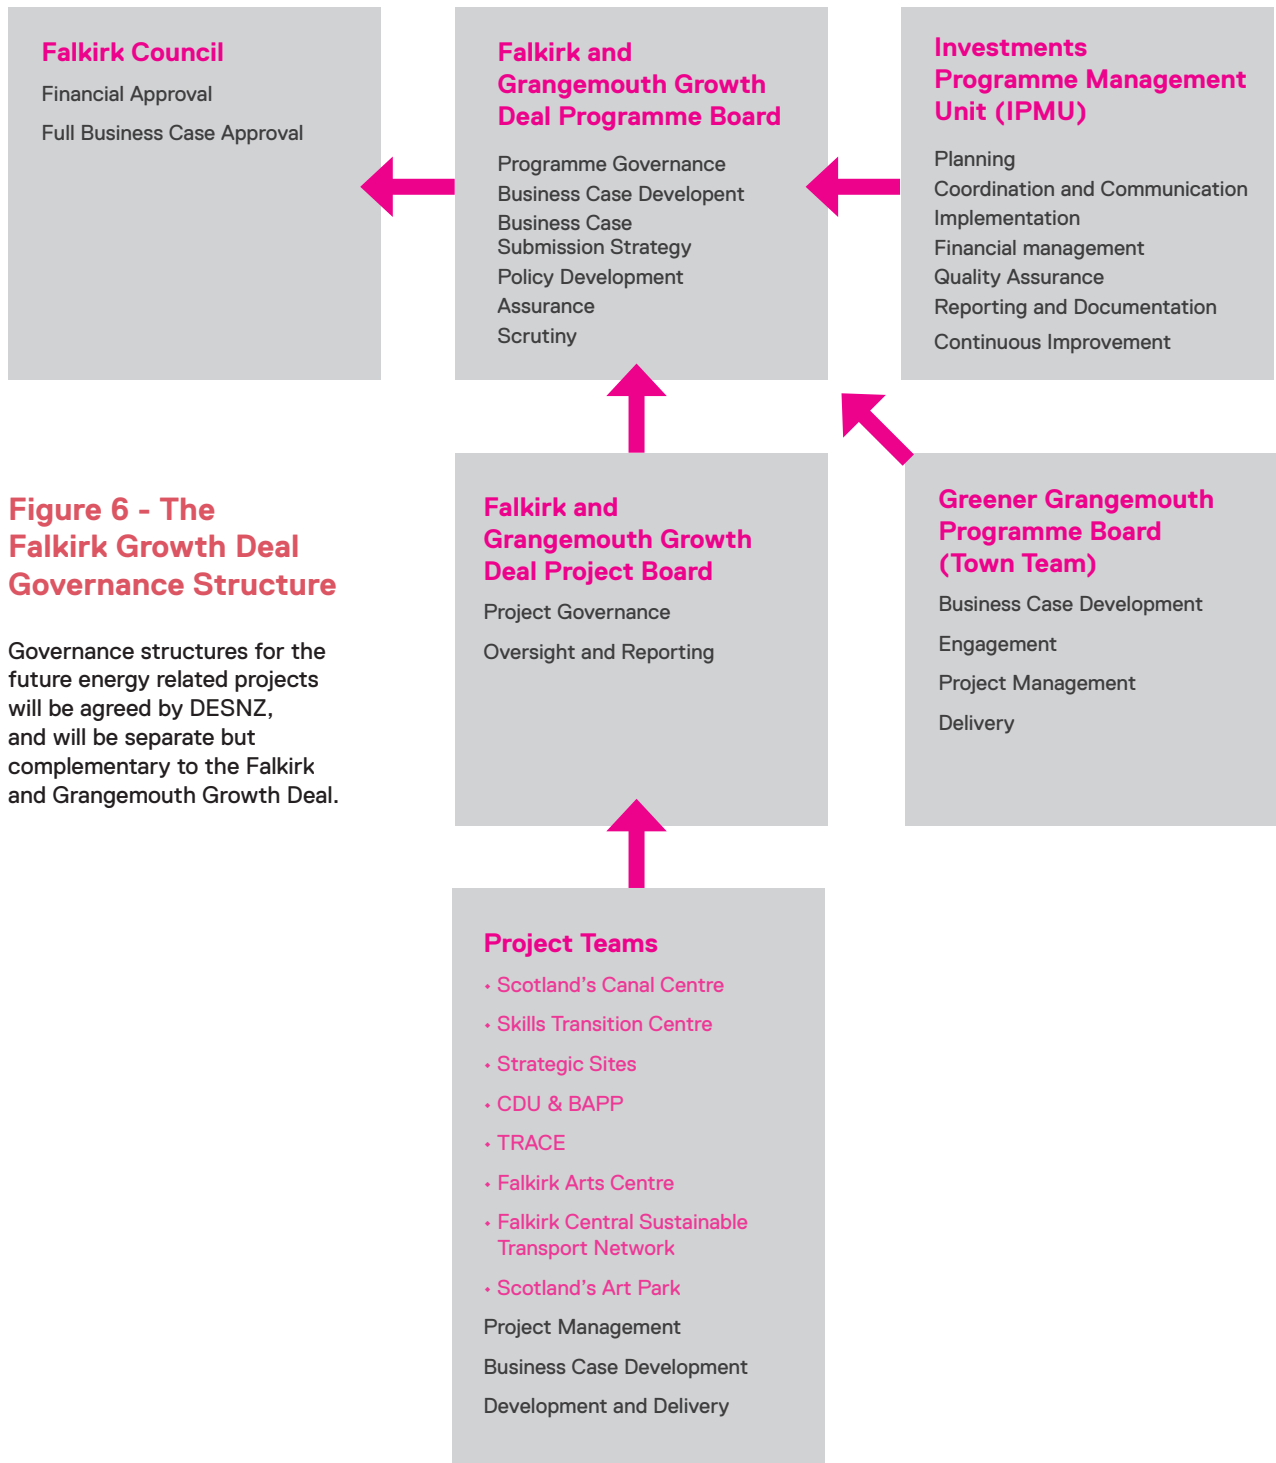 Falkirk Council
Financial Approval
Full Business Case Approval
Falkirk and
Grangemouth Growth
Deal Programme Board
Programme Governance
Business Case Developent
Business Case
Submission Strategy
Policy Development
Assurance
Scrutiny
Investments
Programme Management
Unit (IPMU)
Planning
Coordination and Communication
Implementation
Financial management
Quality Assurance
Reporting and Documentation
Continuous Improvement
Figure 6 - The
Falkirk Growth Deal
Governance Structure
Governance structures for the
future energy related projects
will be agreed by DESNZ,
and will be separate but
complementary to the Falkirk
and Grangemouth Growth Deal.
Falkirk and
Grangemouth Growth
Deal Project Board
Project Governance
Oversight and Reporting
Greener Grangemouth
Programme Board
(Town Team)
Business Case Development
Engagement
Project Management
Delivery
Project Teams
• Scotland’s Canal Centre
• Skills Transition Centre
• Strategic Sites
• CDU & BAPP
• TRACE
• Falkirk Arts Centre
• Falkirk Central Sustainable
Transport Network
• Scotland’s Art Park
Project Management
Business Case Development
Development and Delivery